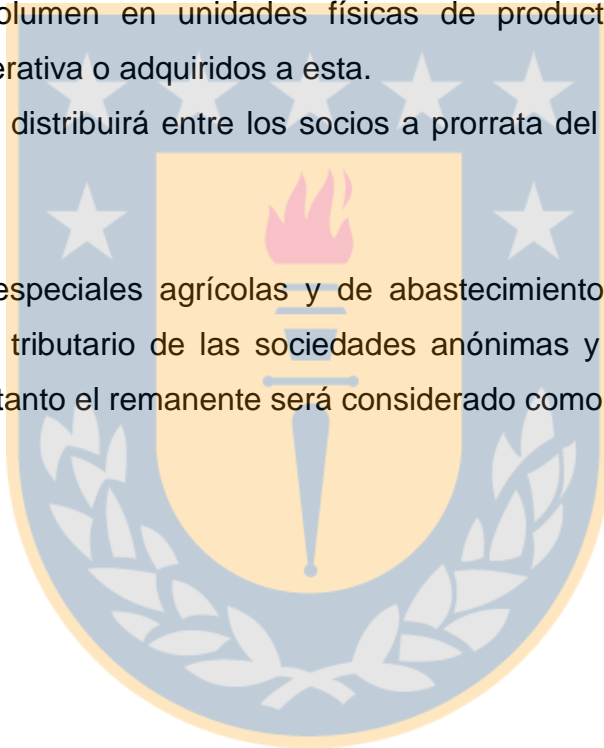 volumen en unidades físicas de product
erativa o adquiridos a esta.
distribuirá entre los socios a prorrata del
especiales agrícolas y de abastecimiento
tributario de las sociedades anónimas y
tanto el remanente será considerado como